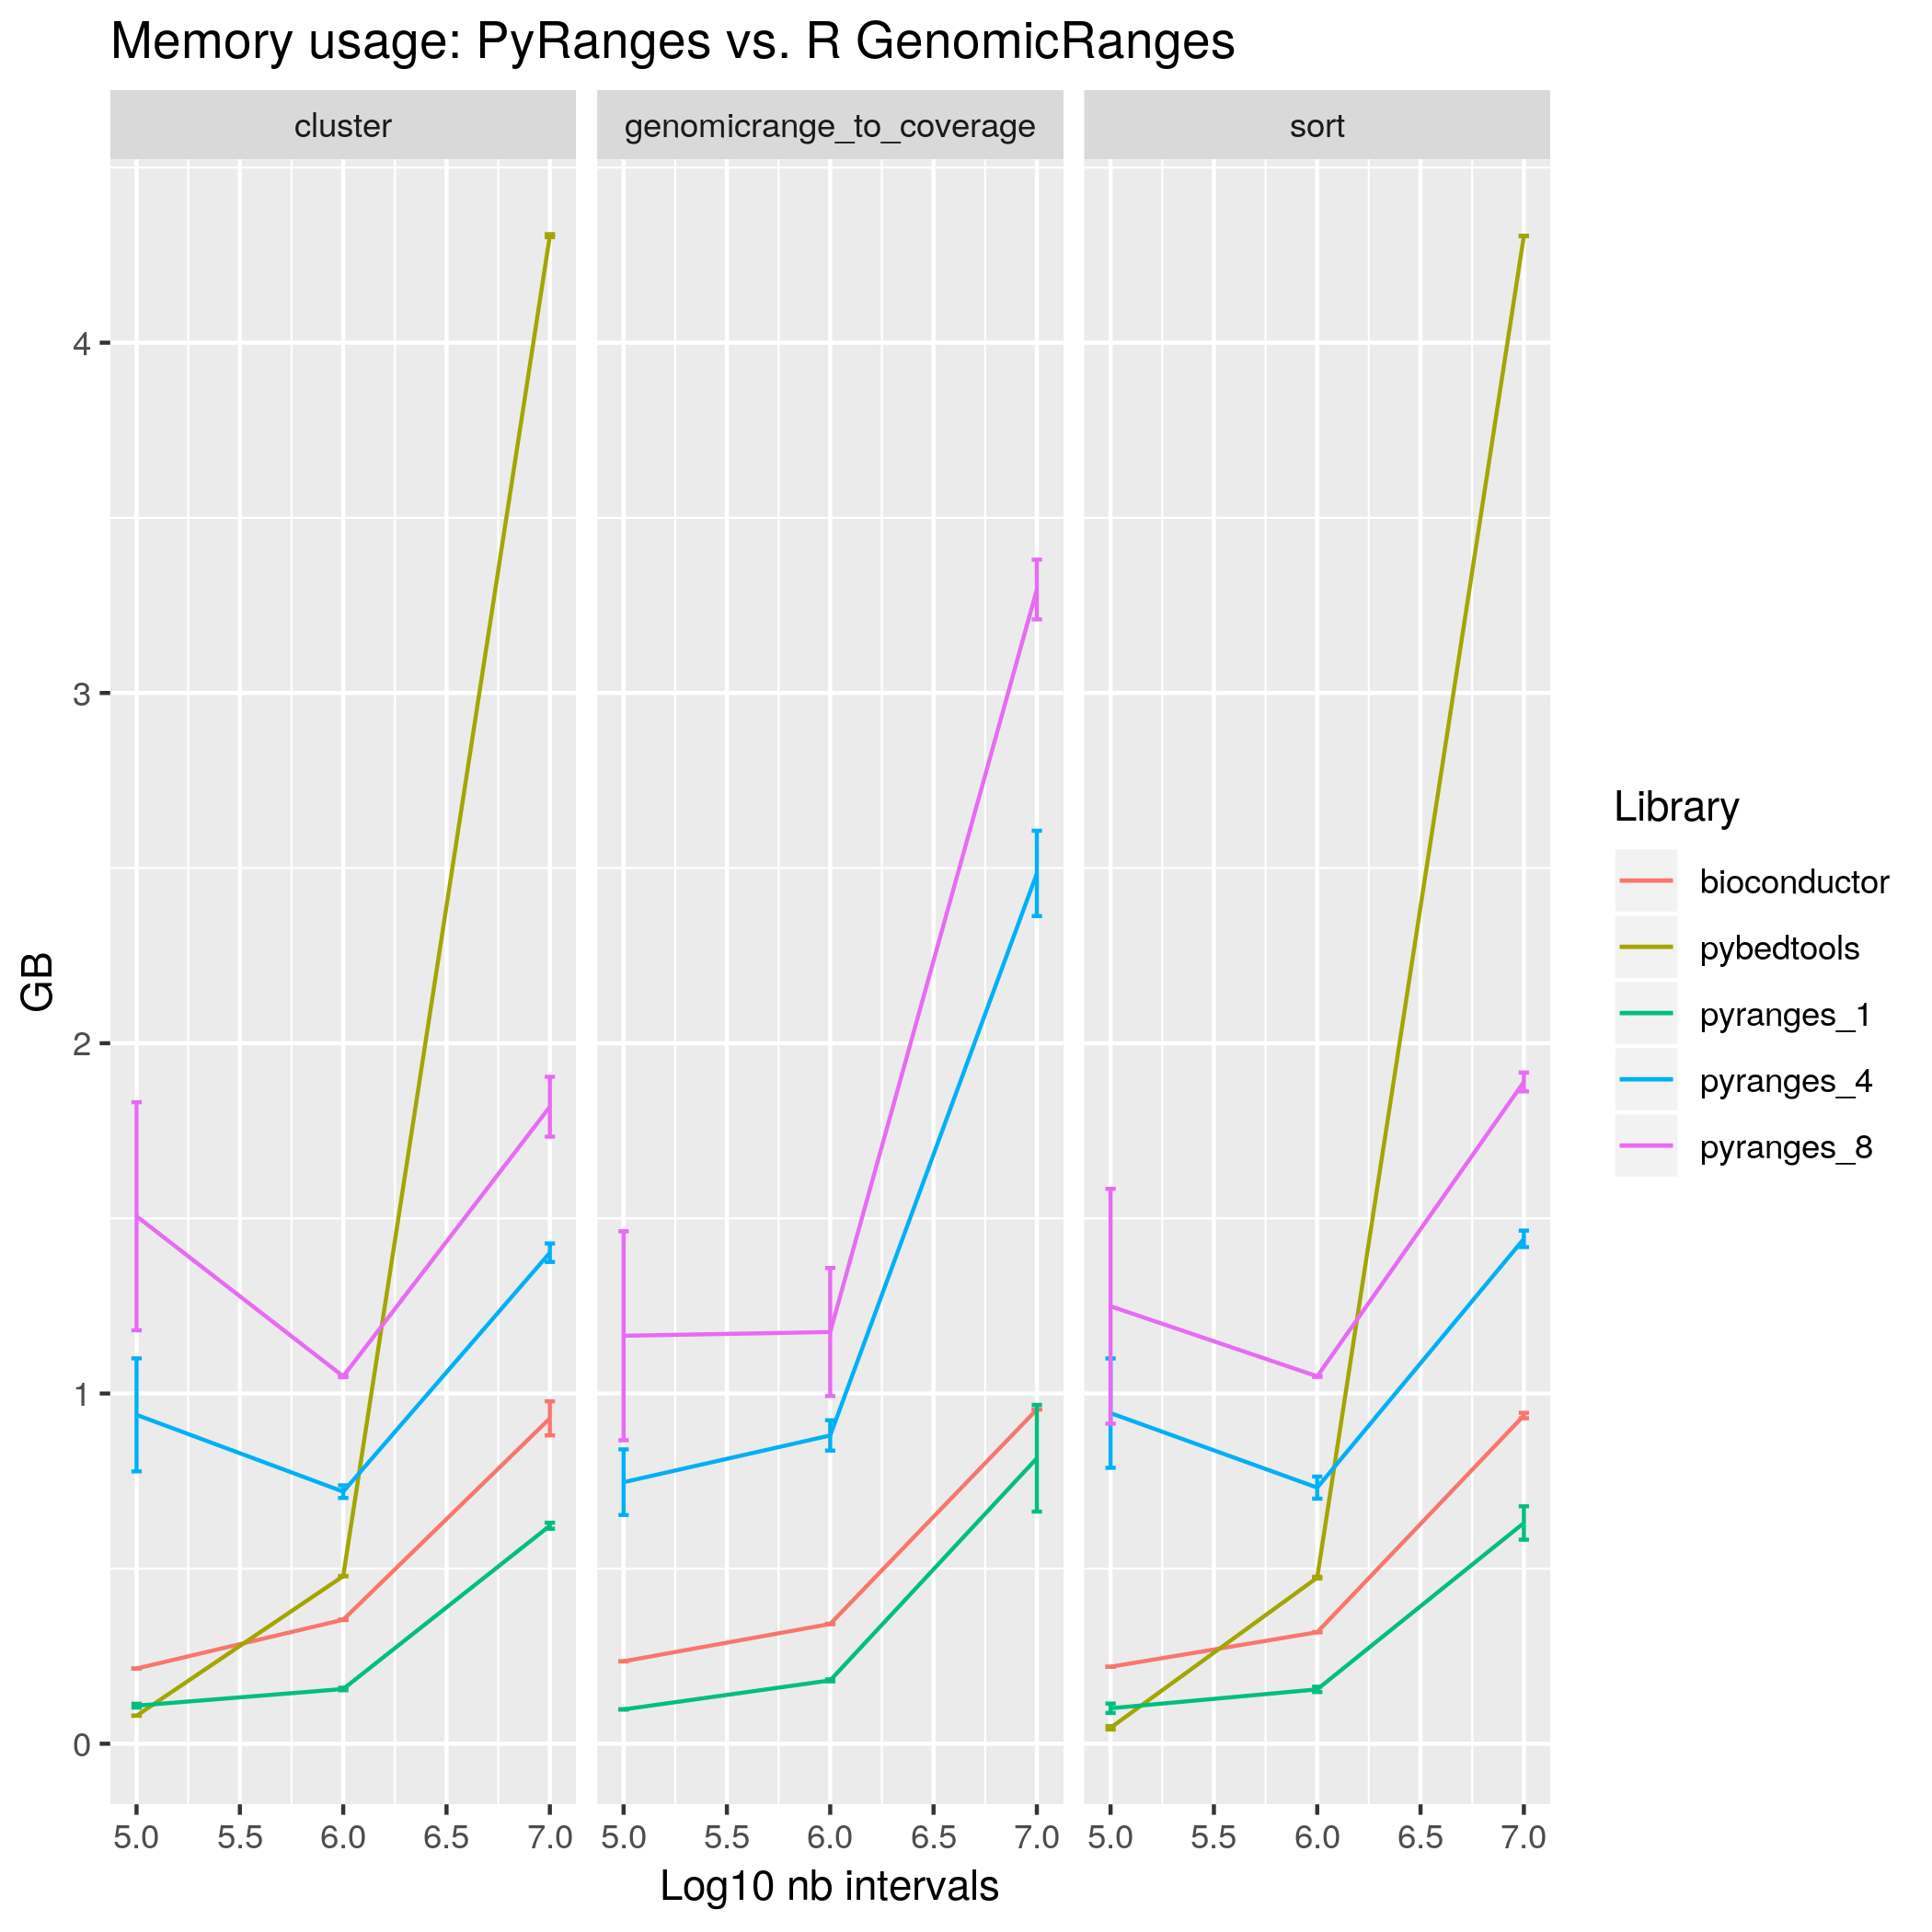 Memory usage: PyRanges vs. R GenomicRanges
cluster
genomicrange_to_coverage
sort
4
3
2
1
0
GB
5.0 5.5 6.0 6.5 7.0
5.0 5.5 6.0 6.5 7.0
5.0 5.5 6.0 6.5 7.0
Log10 nb intervals
Library
bioconductor
pybedtools
pyranges_1
pyranges_4
pyranges_8